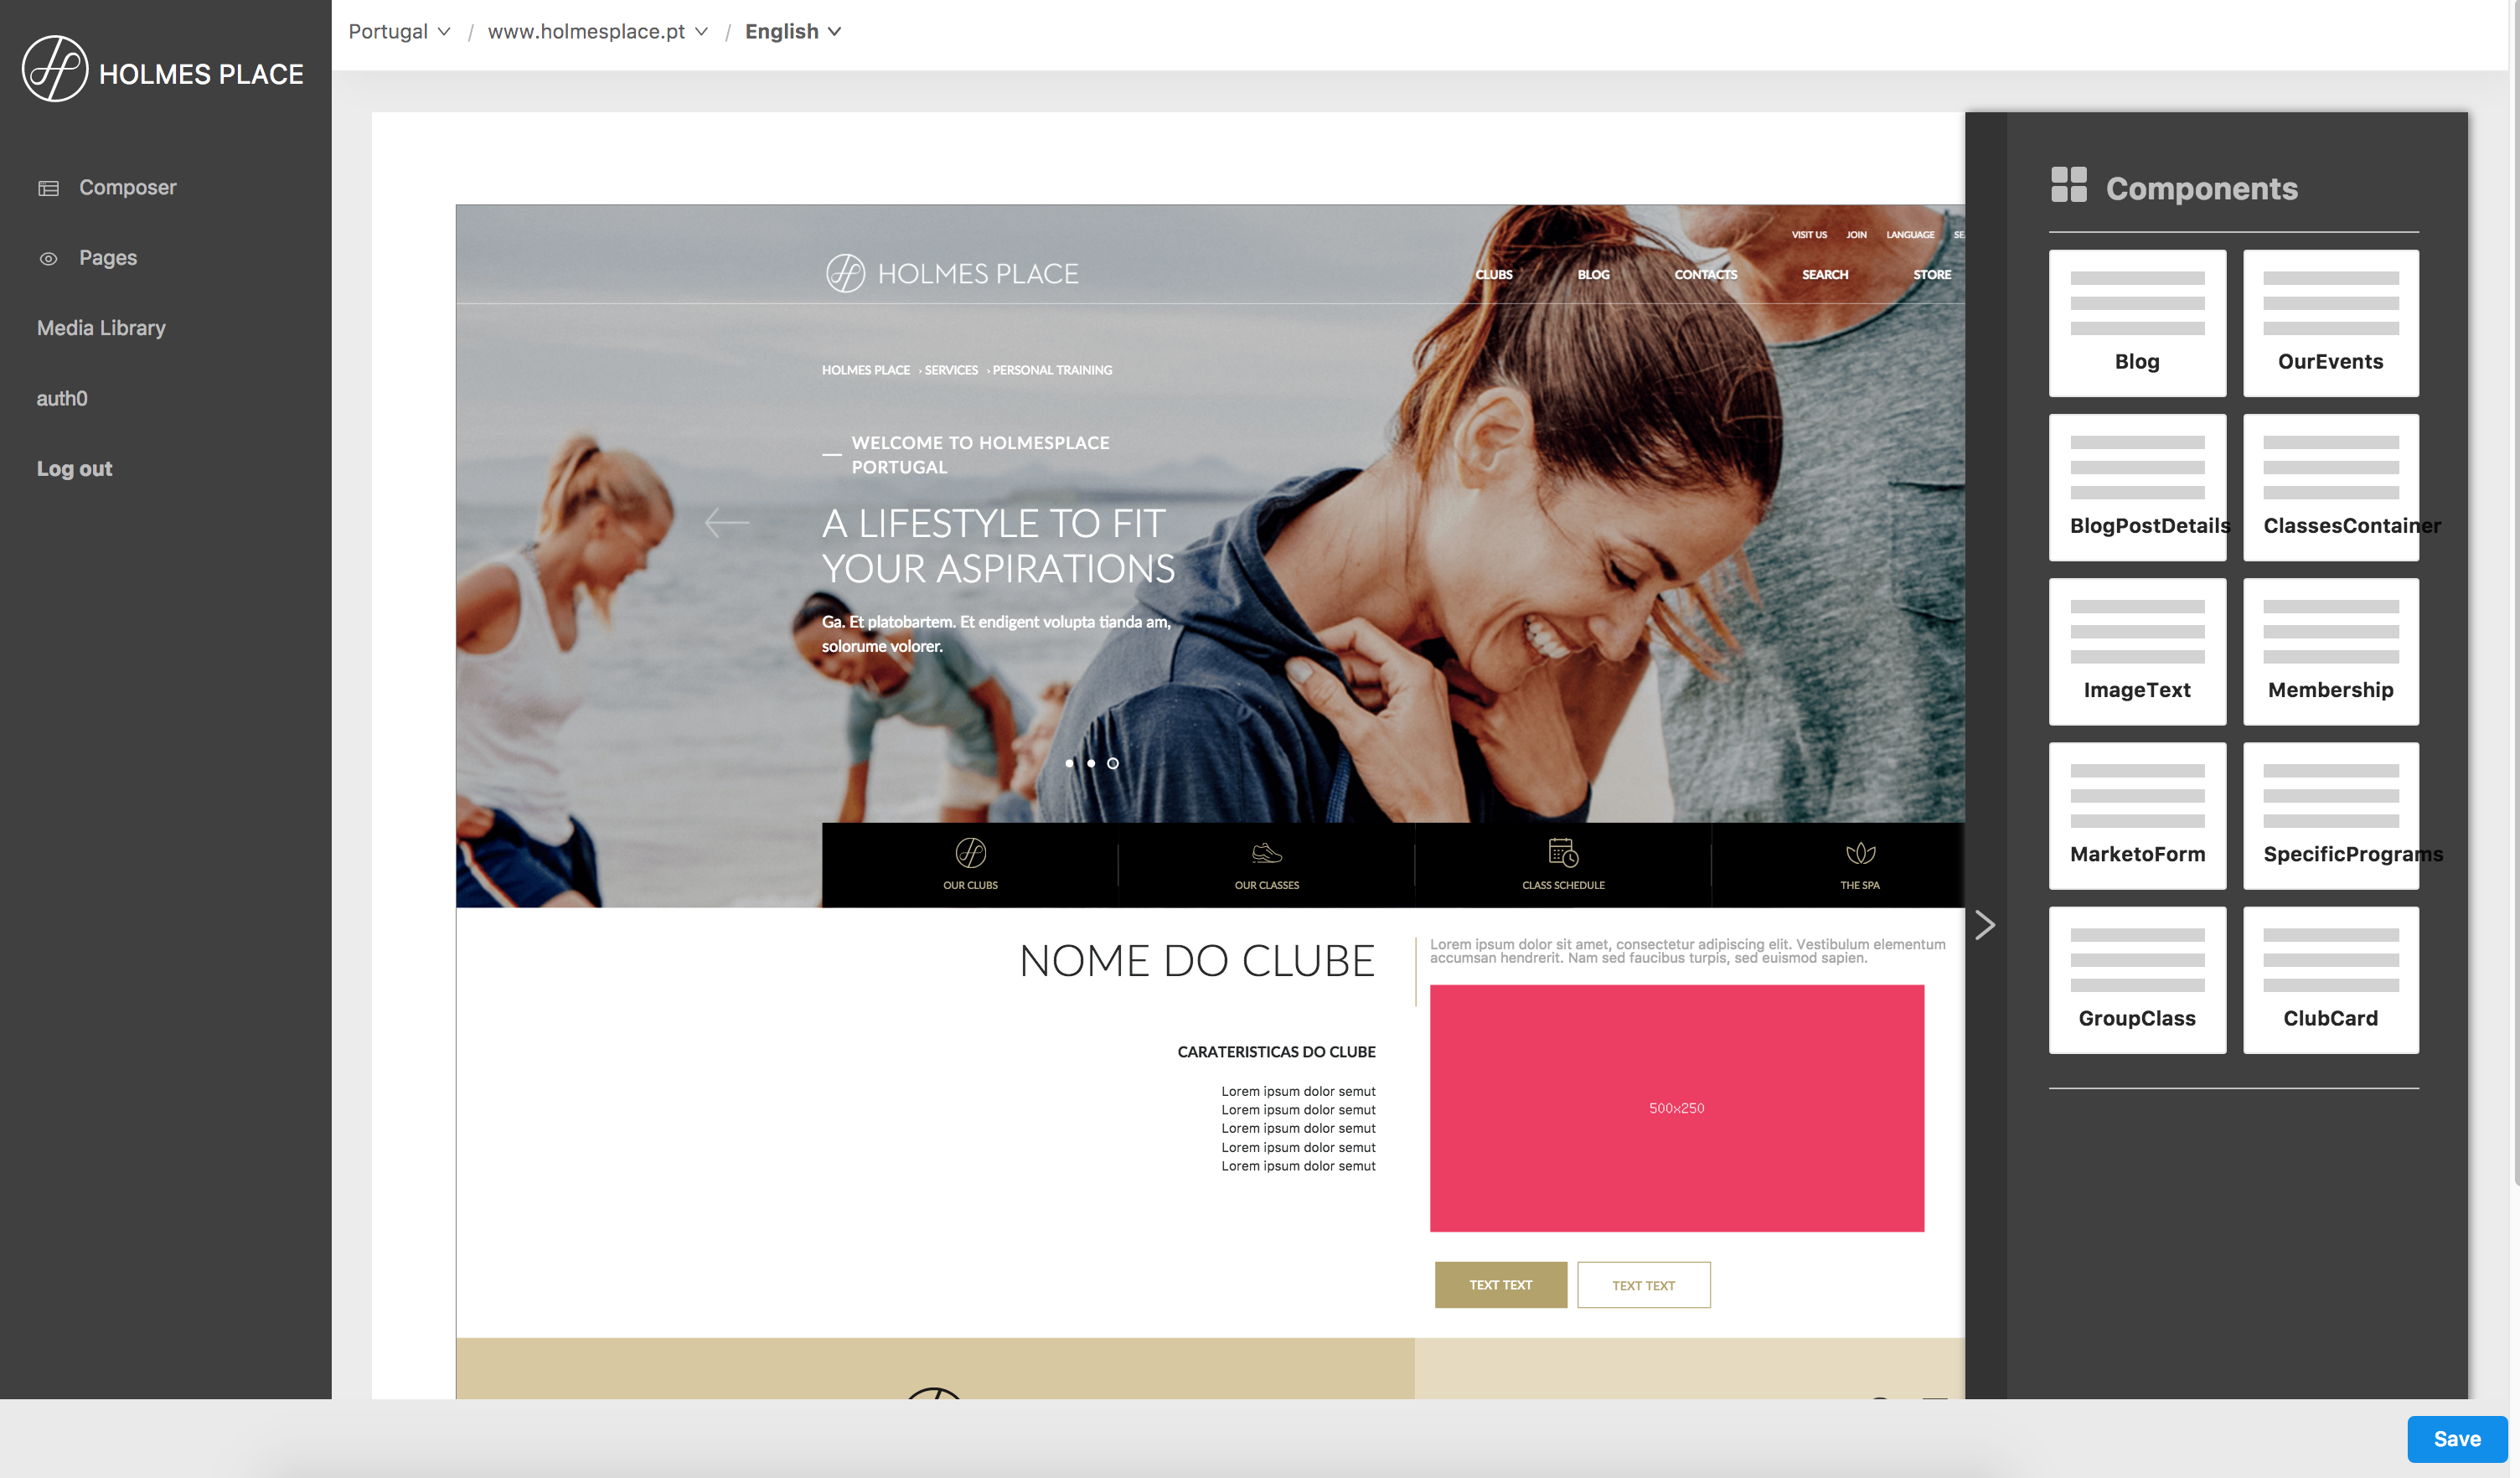 HOLMES PLACE
Portugal / www.holmesplace.pt / English
Composer
Pages
Media Library
auth0
Log out
VISIT US JOIN LANGUAGE SE
HOLMES PLACE
CLUBS BLOG CONTACTS SEARCH STORE
HOLMES PLACE › SERVICES › PERSONAL TRAINING
WELCOME TO HOLMESPLACE
PORTUGAL
A LIFESTYLE TO FIT
YOUR ASPIRATIONS
Ga. Et platobartem. Et endigent volupta tianda am,
solorume volorer.
OUR CLUBS
OUR CLASSES
CLASS SCHEDULE
THE SPA
NOME DO CLUBE
CARATERISTICAS DO CLUBE
Lorem ipsum dolor semut
Lorem ipsum dolor semut
Lorem ipsum dolor semut
Lorem ipsum dolor semut
Lorem ipsum dolor semut
Lorem ipsum dolor sit amet, consectetur adipiscing elit. Vestibulum elementum
accumsan hendrerit. Nam sed faucibus turpis, sed euismod sapien.
500x250
TEXT TEXT
TEXT TEXT
Components
Blog
OurEvents
BlogPostDetails
ClassesContainer
ImageText
Membership
MarketoForm
SpecificPrograms
GroupClass
ClubCard
Save